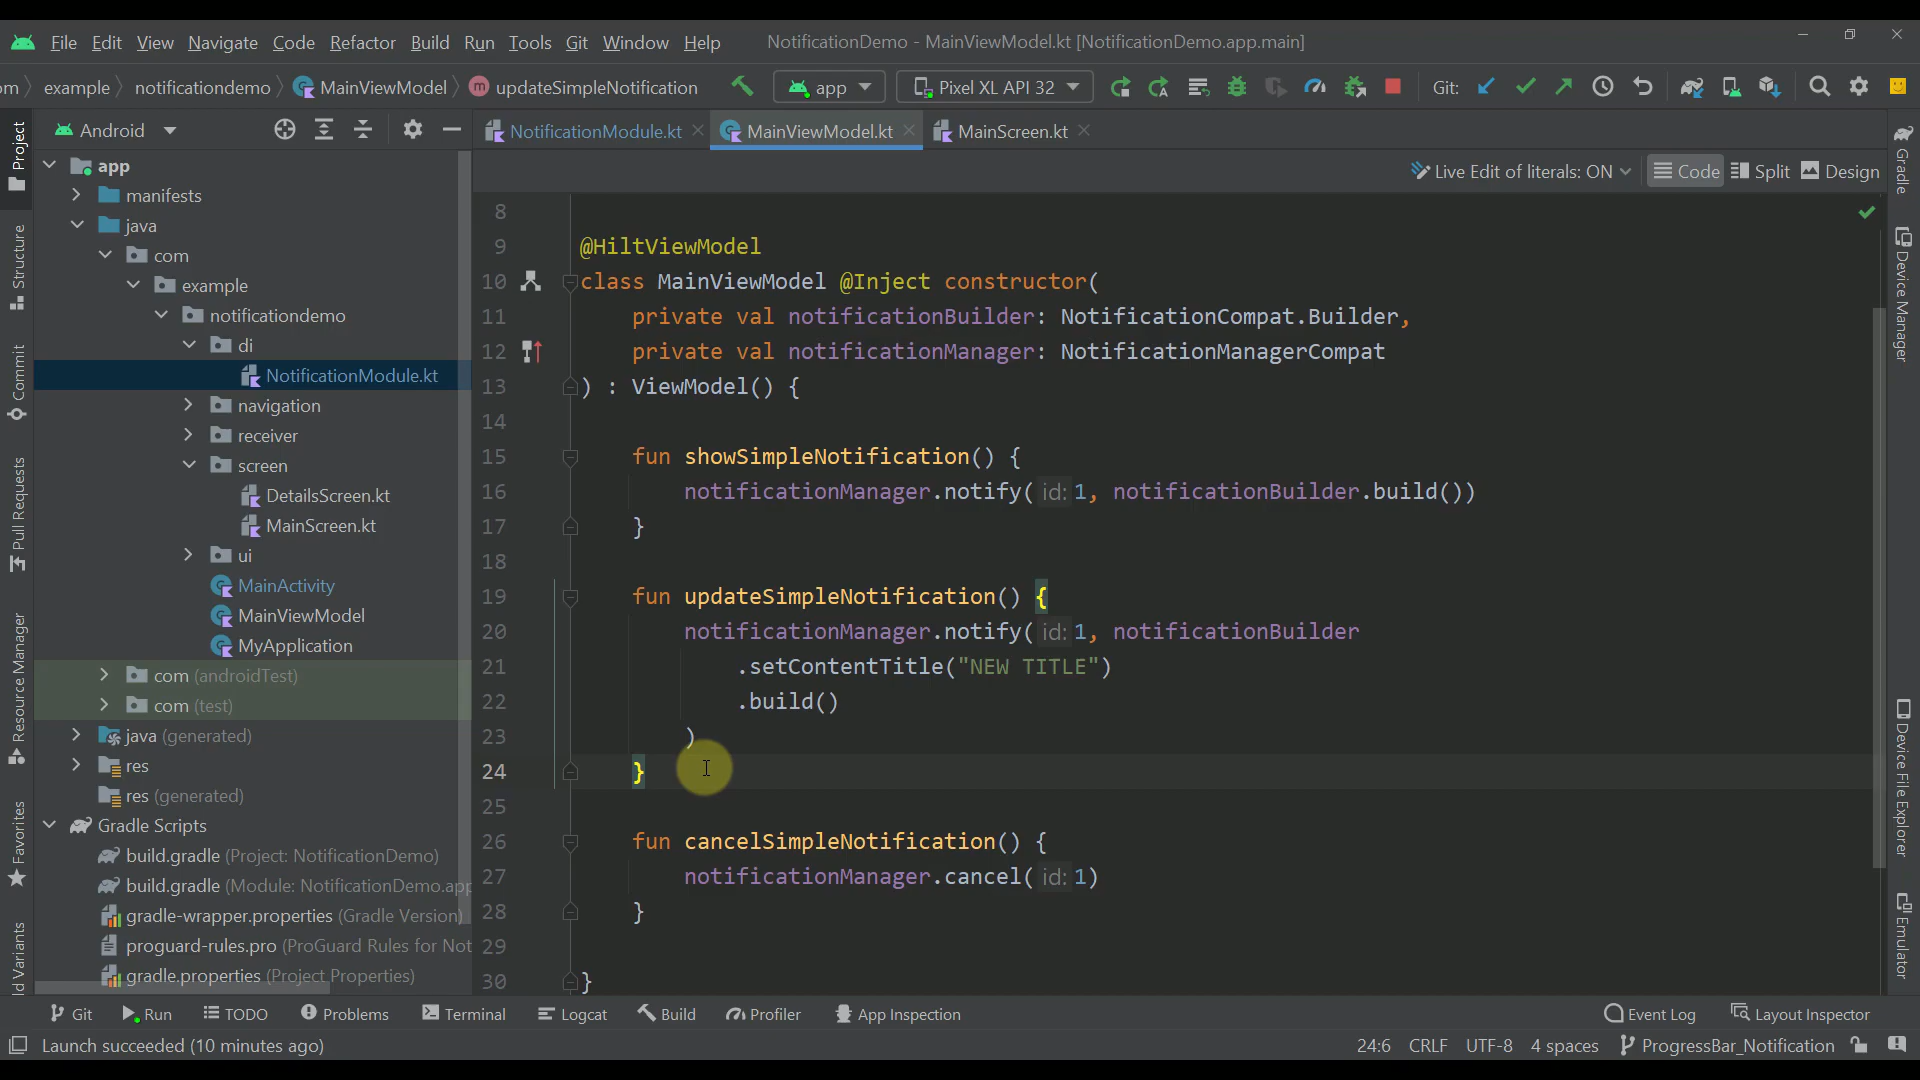 File Edit View Navigate Code Refactor Build Run Tools Git Window Help NotificationDemo - MainViewModel.kt [NotificationDemo.app.main]
om example notificationdemo MainViewModel updateSimpleNotification app Pixel XL API 32 Git:
Android
NotificationModule.kt MainViewModel.kt MainScreen.kt
Live Edit of literals: ON Code Split Design
Project
Structure
Commit
Pull Requests
Resource Manager
Favorites
ld Variants
app
manifests
java
com
example
notificationdemo
di
NotificationModule.kt
navigation
receiver
screen
DetailsScreen.kt
MainScreen.kt
ui
MainActivity
MainViewModel
MyApplication
com (androidTest)
com (test)
java (generated)
res
res (generated)
Gradle Scripts
build.gradle (Project: NotificationDemo)
build.gradle (Module: NotificationDemo.app
gradle-wrapper.properties (Gradle Version)
proguard-rules.pro (ProGuard Rules for Not
gradle.properties (Project Properties)
8
9 @HiltViewModel
10 class MainViewModel @Inject constructor(
11 private val notificationBuilder: NotificationCompat.Builder,
12 private val notificationManager: NotificationManagerCompat
13 ) : ViewModel() {
14
15 fun showSimpleNotification() {
16 notificationManager.notify( id: 1, notificationBuilder.build())
17 }
18
19 fun updateSimpleNotification() {
20 notificationManager.notify( id: 1, notificationBuilder
21 .setContentTitle("NEW TITLE")
22 .build()
23 )
24 }
25
26 fun cancelSimpleNotification() {
27 notificationManager.cancel( id: 1)
28 }
29
30 }
Gradle
Device Manager
Device File Explorer
Emulator
Git Run TODO Problems Terminal Logcat Build Profiler App Inspection Event Log Layout Inspector
Launch succeeded (10 minutes ago) 24:6 CRLF UTF-8 4 spaces ProgressBar_Notification